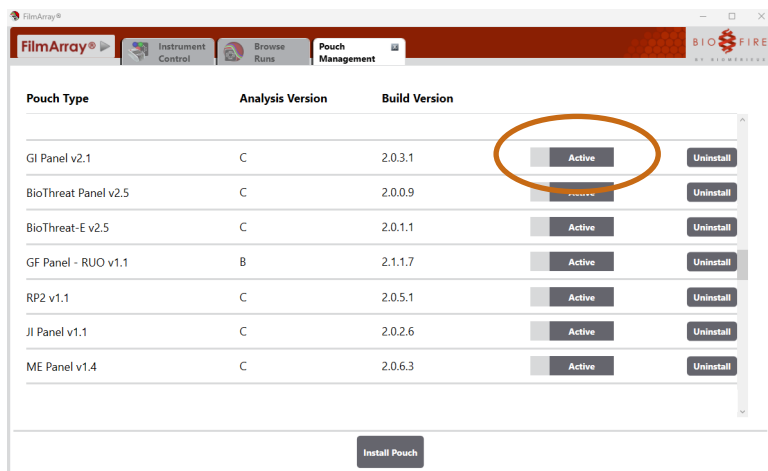 FilmArray®
FilmArray® Instrument Control Browse Runs Pouch Management x
BIO FIRE
BY BIOMÉRIEUX
Pouch Type Analysis Version Build Version
GI Panel v2.1 C 2.0.3.1 Active Uninstall
BioThreat Panel v2.5 C 2.0.0.9 Active Uninstall
BioThreat-E v2.5 C 2.0.1.1 Active Uninstall
GF Panel - RUO v1.1 B 2.1.1.7 Active Uninstall
RP2 v1.1 C 2.0.5.1 Active Uninstall
JI Panel v1.1 C 2.0.2.6 Active Uninstall
ME Panel v1.4 C 2.0.6.3 Active Uninstall
Install Pouch